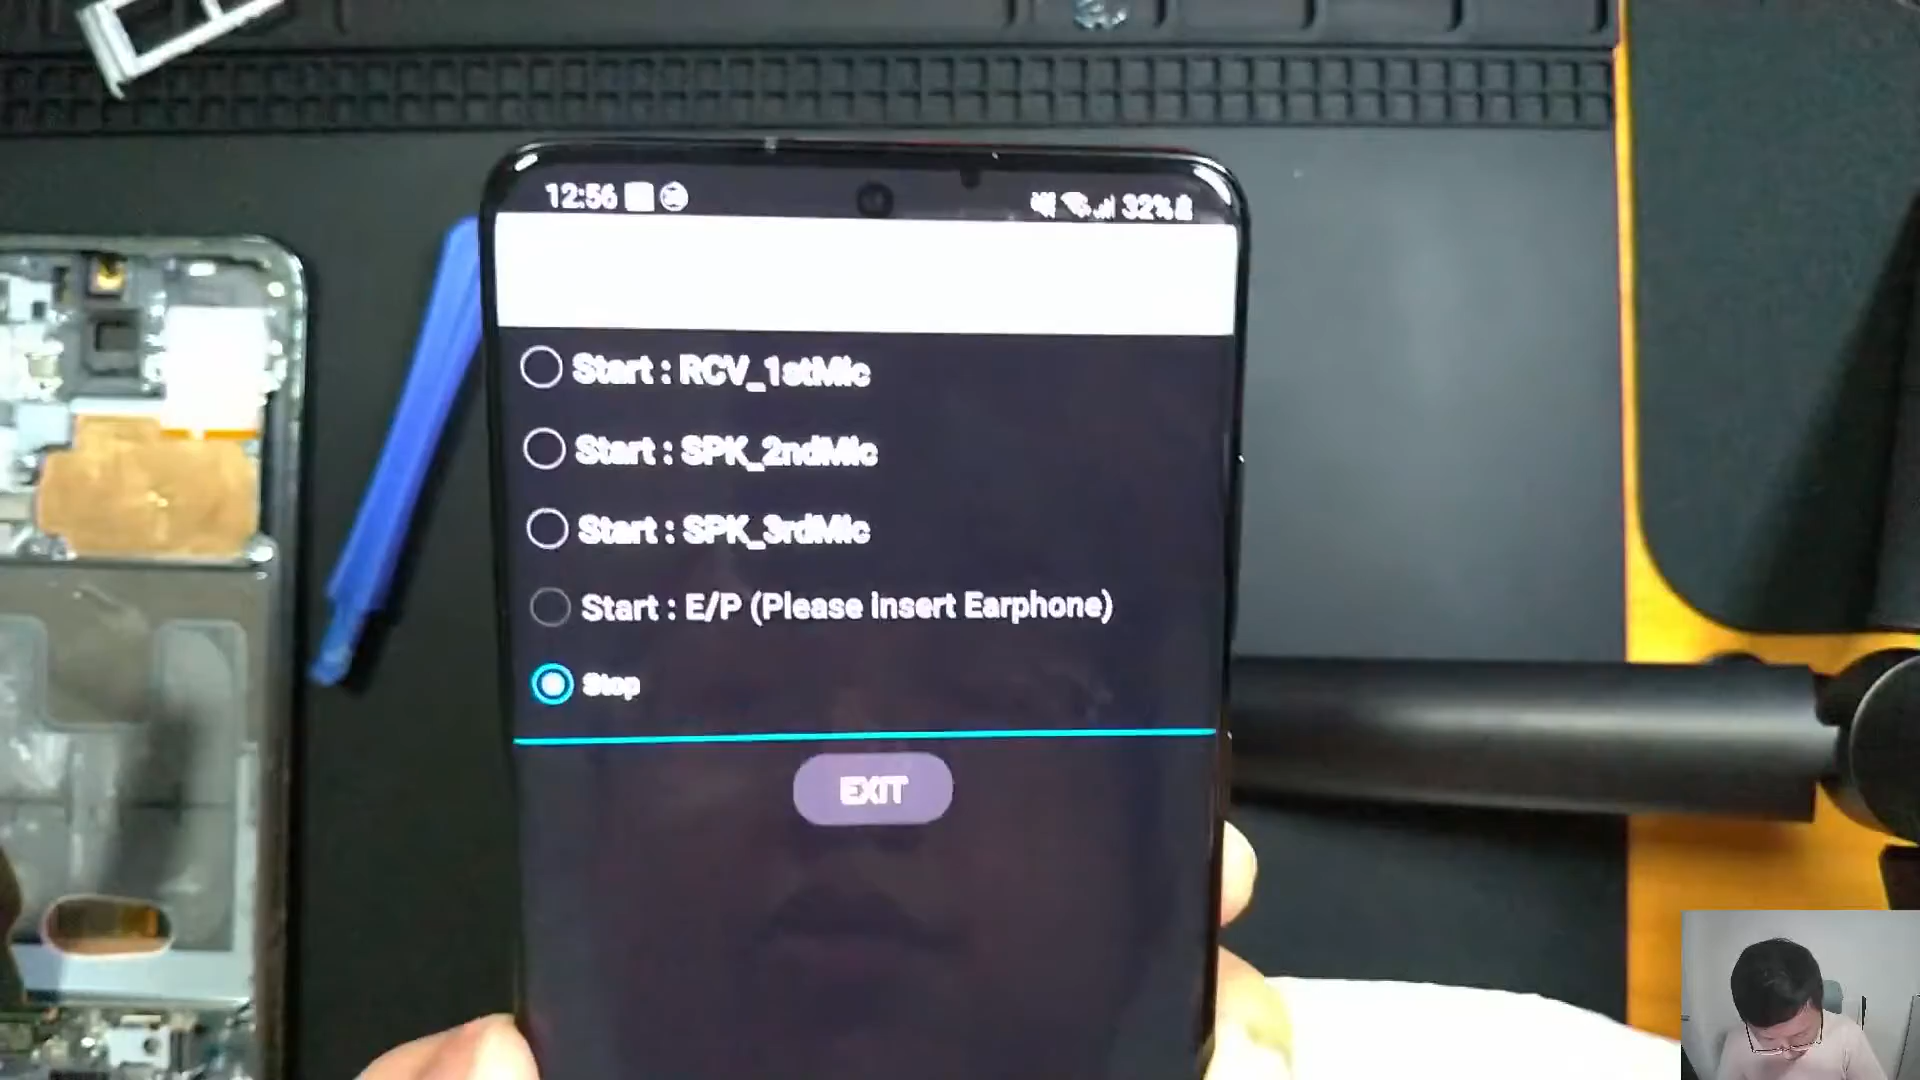 12:56
32%
Start : RCV_1stMic
Start : SPK_2ndMic
Start : SPK_3rdMic
Start : E/P (Please insert Earphone)
Stop
EXIT